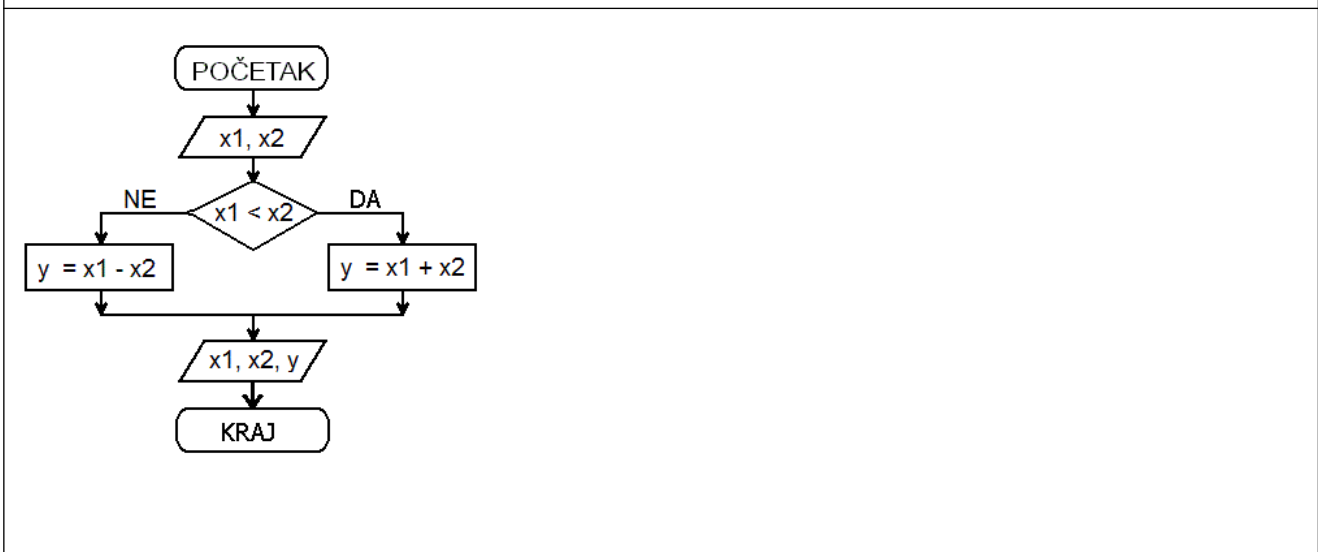 POČETAK
x1, x2
NE
x1 < x2
DA
y = x1 - x2
y = x1 + x2
x1, x2, y
KRAJ